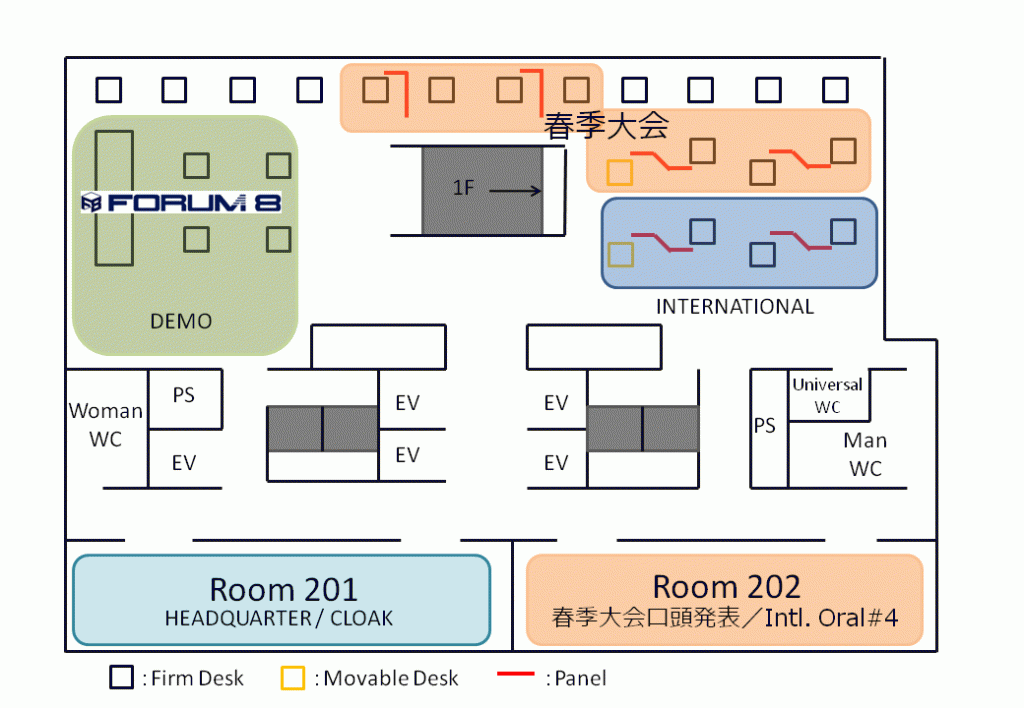 春季大会
1F
FORUM 8
DEMO
INTERNATIONAL
Woman
WC
PS
EV
EV
EV
EV
EV
PS
Universal
WC
Man
WC
Room 201
HEADQUARTER / CLOAK
Room 202
春季大会口頭発表／Intl. Oral#4
: Firm Desk
: Movable Desk
: Panel